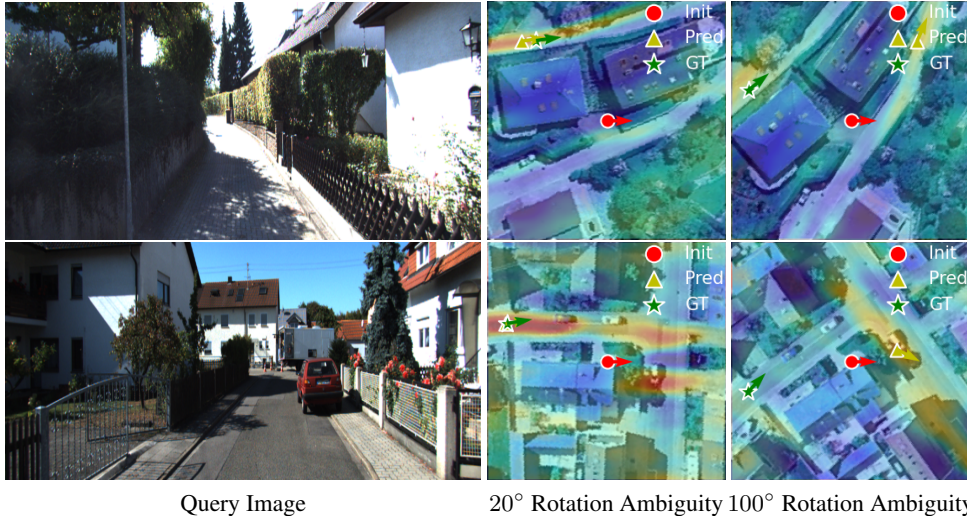 Init
Pred
GT
Init
Pred
GT
Init
Pred
GT
Init
Pred
GT
Query Image
20° Rotation Ambiguity
100° Rotation Ambiguity